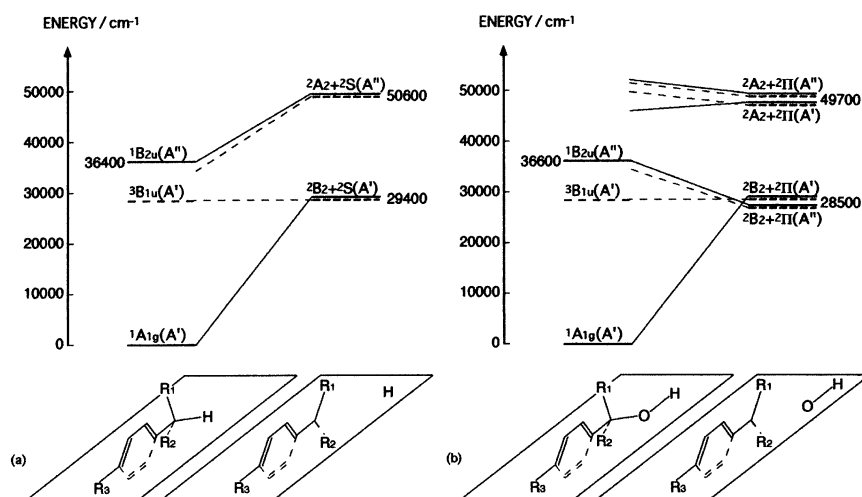 ENERGY / cm-1
50000
40000
30000
20000
10000
0
36400
1B2u(A")
3B1u(A')
1A1g(A')
2A2+2S(A")
50600
2B2+2S(A')
29400
(a)
R1
H
R2
R3
R1
H
R2
R3
ENERGY / cm-1
50000
40000
30000
20000
10000
0
36600
1B2u(A")
3B1u(A')
1A1g(A')
2A2+2Π(A")
49700
2A2+2Π(A')
2B2+2Π(A')
28500
2B2+2Π(A")
(b)
R1
H
O
R2
R3
R1
H
O
R2
R3